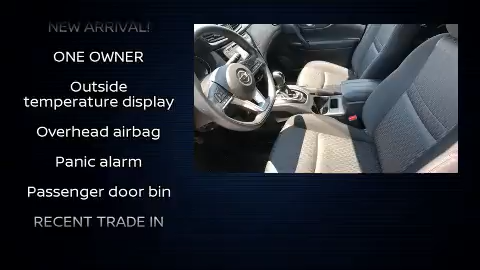 NEW ARRIVAL!
ONE OWNER
Outside
temperature display
Overhead airbag
Panic alarm
Passenger door bin
RECENT TRADE IN